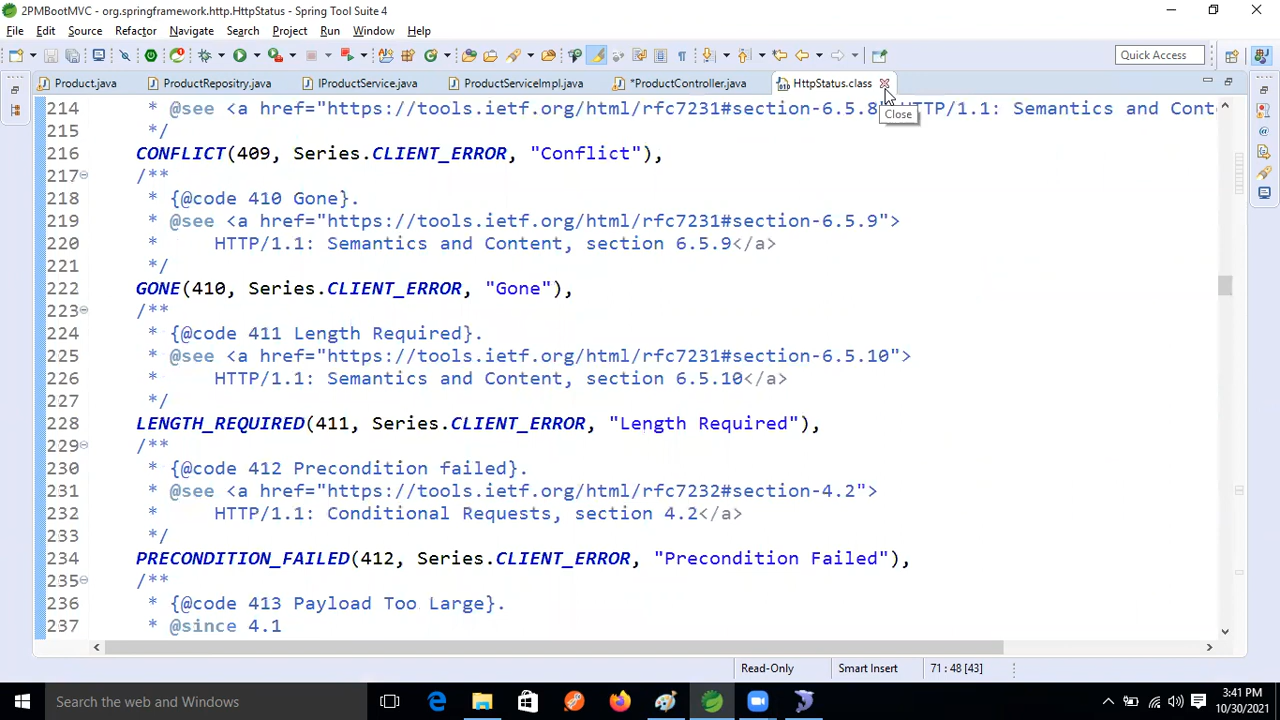 2PMBootMVC - org.springframework.http.HttpStatus - Spring Tool Suite 4
File Edit Source Refactor Navigate Search Project Run Window Help
Quick Access
Product.java ProductRepositry.java IProductService.java ProductServiceImpl.java *ProductController.java HttpStatus.class
214 * @see <a href="https://tools.ietf.org/html/rfc7231#section-6.5.8 HTTP/1.1: Semantics and Cont
Close
215 */
216 CONFLICT(409, Series.CLIENT_ERROR, "Conflict"),
217 /**
218 * {@code 410 Gone}.
219 * @see <a href="https://tools.ietf.org/html/rfc7231#section-6.5.9">
220 * HTTP/1.1: Semantics and Content, section 6.5.9</a>
221 */
222 GONE(410, Series.CLIENT_ERROR, "Gone"),
223 /**
224 * {@code 411 Length Required}.
225 * @see <a href="https://tools.ietf.org/html/rfc7231#section-6.5.10">
226 * HTTP/1.1: Semantics and Content, section 6.5.10</a>
227 */
228 LENGTH_REQUIRED(411, Series.CLIENT_ERROR, "Length Required"),
229 /**
230 * {@code 412 Precondition failed}.
231 * @see <a href="https://tools.ietf.org/html/rfc7232#section-4.2">
232 * HTTP/1.1: Conditional Requests, section 4.2</a>
233 */
234 PRECONDITION_FAILED(412, Series.CLIENT_ERROR, "Precondition Failed"),
235 /**
236 * {@code 413 Payload Too Large}.
237 * @since 4.1
Read-Only Smart Insert 71 : 48 [43]
Search the web and Windows
3:41 PM
10/30/2021